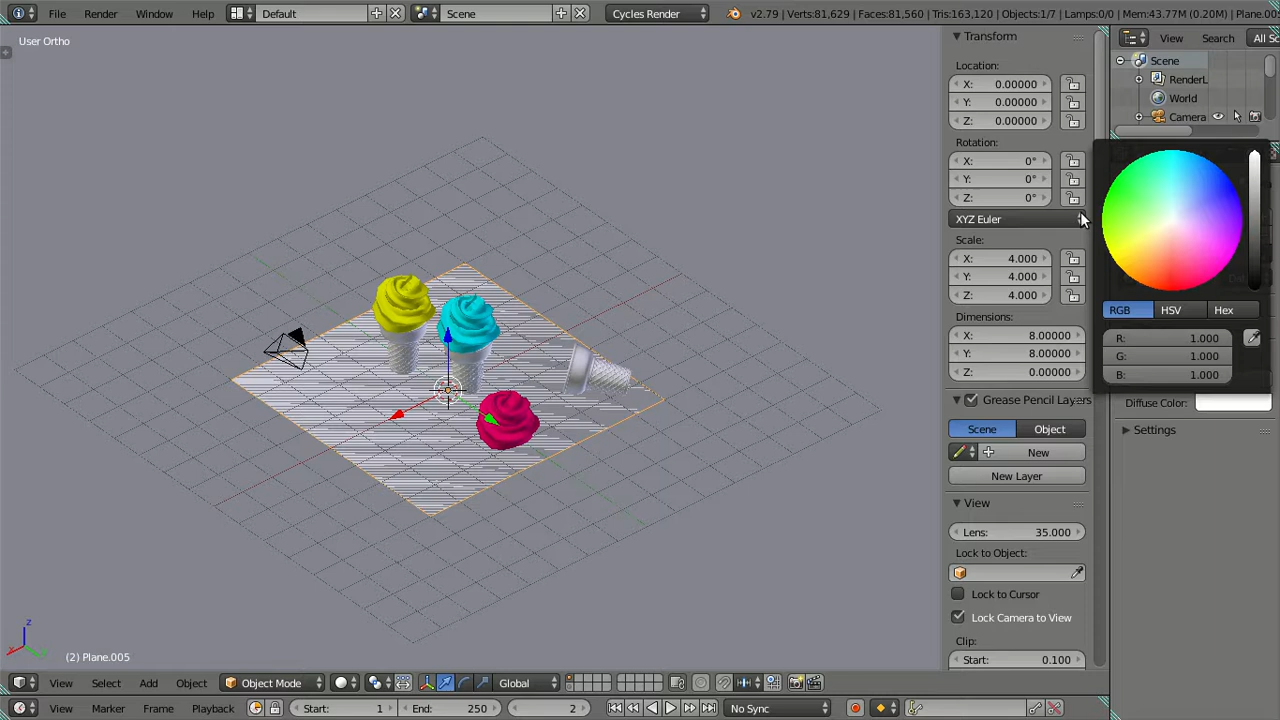 File Render Window Help Default Scene Cycles Render v2.79 | Verts:81,629 | Faces:81,560 | Tris:163,120 | Objects:1/7 | Lamps:0/0 | Mem:43.77M (0.20M) | Plane.00
User Ortho
Transform
Location:
X: 0.00000
Y: 0.00000
Z: 0.00000
Rotation:
X: 0°
Y: 0°
Z: 0°
XYZ Euler
Scale:
X: 4.000
Y: 4.000
Z: 4.000
Dimensions:
X: 8.00000
Y: 8.00000
Z: 0.00000
Grease Pencil Layers
Scene Object
New
New Layer
View
Lens: 35.000
Lock to Object:
Lock to Cursor
Lock Camera to View
Clip:
Start: 0.100
View Search All Sc
Scene
RenderL
World
Camera
RGB HSV Hex
R: 1.000
G: 1.000
B: 1.000
Diffuse Color:
Settings
z
x y
(2) Plane.005
View Select Add Object Object Mode Global
View Marker Frame Playback Start: 1 End: 250 2 No Sync